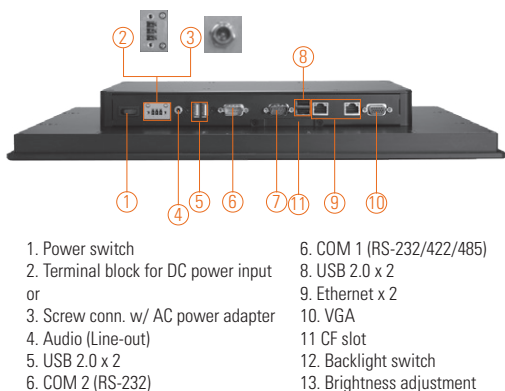 2
3
8
1
4
5
6
7
11
9
10
1. Power switch
2. Terminal block for DC power input
or
3. Screw conn. w/ AC power adapter
4. Audio (Line-out)
5. USB 2.0 x 2
6. COM 2 (RS-232)
6. COM 1 (RS-232/422/485)
8. USB 2.0 x 2
9. Ethernet x 2
10. VGA
11 CF slot
12. Backlight switch
13. Brightness adjustment